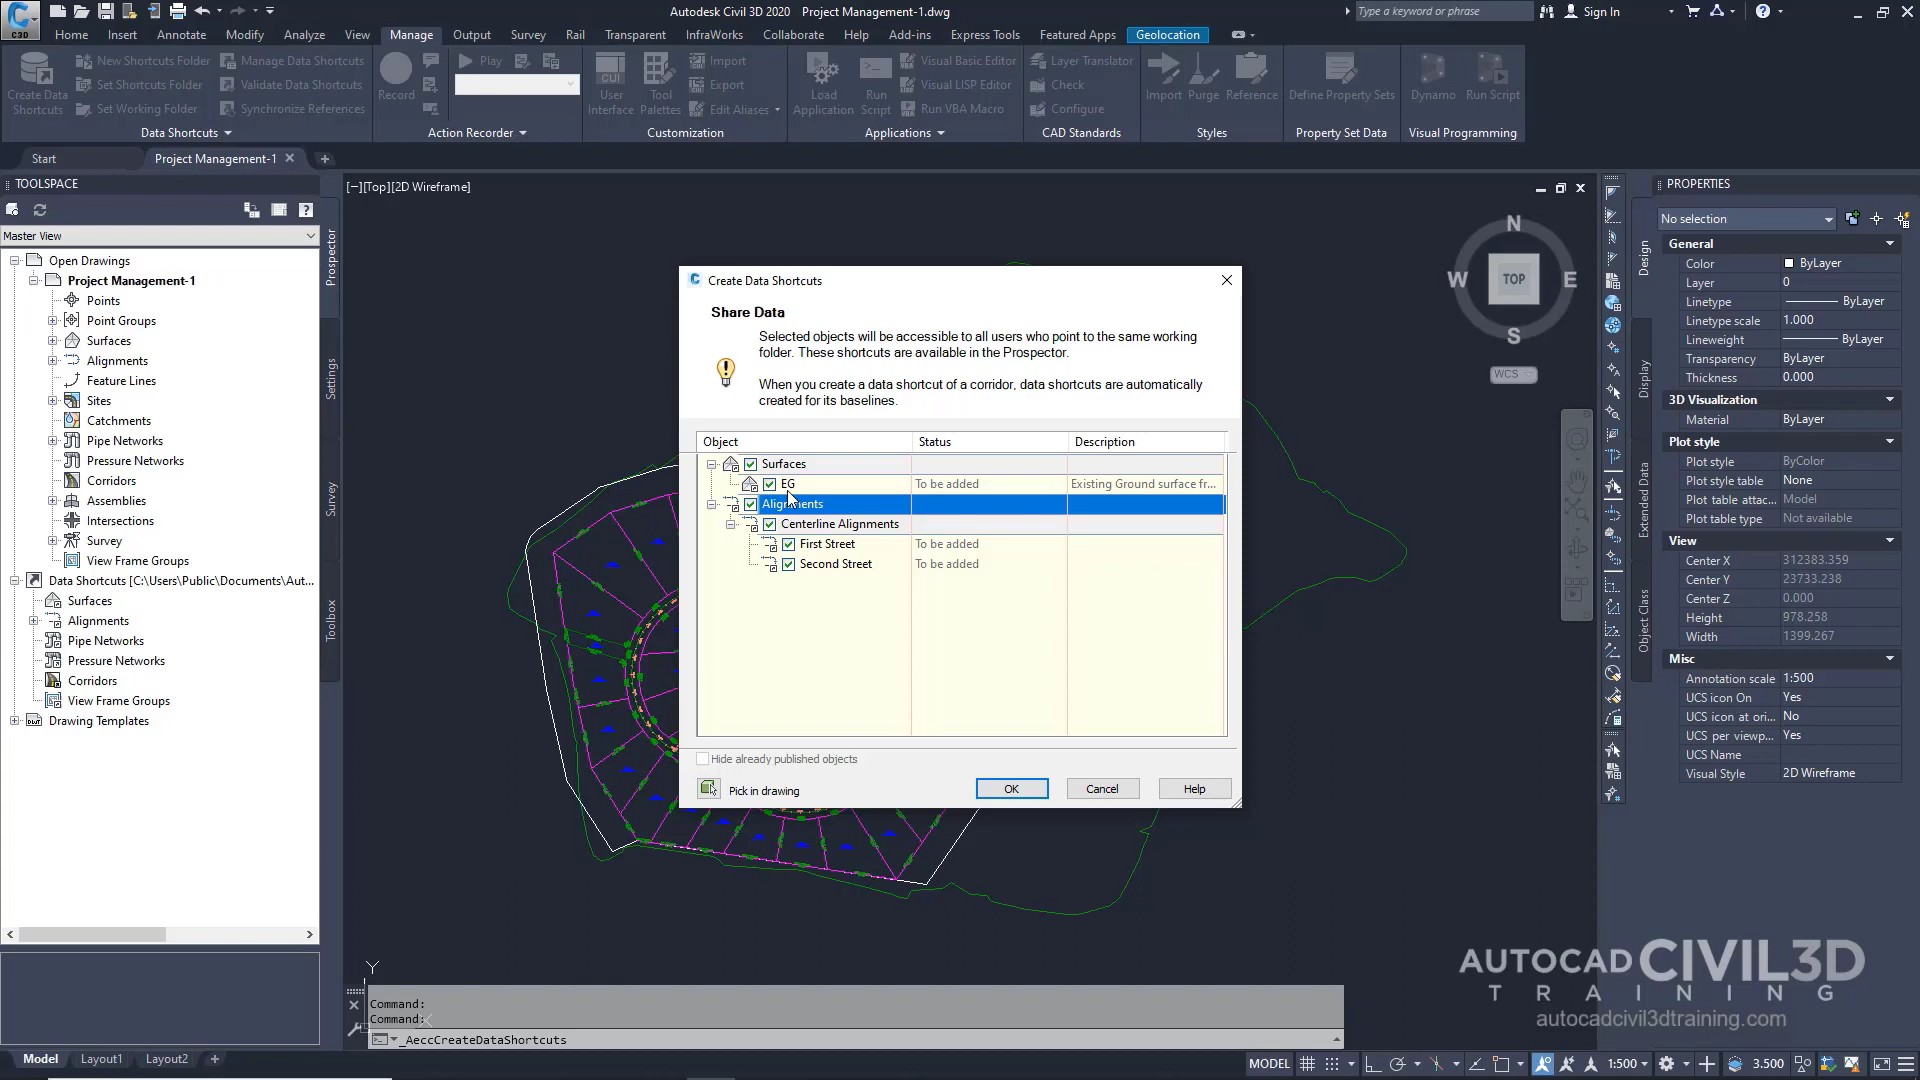 Autodesk Civil 3D 2020 Project Management-1.dwg
Type a keyword or phrase
Sign In
C3D
Home Insert Annotate Modify Analyze View Manage Output Survey Rail Transparent InfraWorks Collaborate Help Add-ins Express Tools Featured Apps Geolocation
New Shortcuts Folder Manage Data Shortcuts Play Import Visual Basic Editor Layer Translator
Set Shortcuts Folder Validate Data Shortcuts Export Visual LISP Editor Check
Create Data Shortcuts Set Working Folder Synchronize References Record User Interface Tool Palettes Edit Aliases Load Application Run Script Run VBA Macro Configure Import Purge Reference Define Property Sets Dynamo Run Script
CUI
Data Shortcuts Action Recorder Customization Applications CAD Standards Styles Property Set Data Visual Programming
Start Project Management-1
TOOLSPACE
Master View
Open Drawings
Project Management-1
Points
Point Groups
Surfaces
Alignments
Feature Lines
Sites
Catchments
Pipe Networks
Pressure Networks
Corridors
Assemblies
Intersections
Survey
View Frame Groups
Data Shortcuts [C:\Users\Public\Documents\Aut...
Surfaces
Alignments
Pipe Networks
Pressure Networks
Corridors
View Frame Groups
Drawing Templates
Prospector
Settings
Survey
Toolbox
[−][Top][2D Wireframe]
N
W TOP E
S
WCS
Create Data Shortcuts
Share Data
Selected objects will be accessible to all users who point to the same working
folder. These shortcuts are available in the Prospector.
When you create a data shortcut of a corridor, data shortcuts are automatically
created for its baselines.
Object Status Description
Surfaces
EG To be added Existing Ground surface fr...
Alignments
Centerline Alignments
First Street To be added
Second Street To be added
Hide already published objects
Pick in drawing OK Cancel Help
Y
Command:
Command:
_AeccCreateDataShortcuts
Model Layout1 Layout2
MODEL 1:500 3.500
PROPERTIES
No selection
Design
Display
Extended Data
Object Class
General
Color ByLayer
Layer 0
Linetype ByLayer
Linetype scale 1.000
Lineweight ByLayer
Transparency ByLayer
Thickness 0.000
3D Visualization
Material ByLayer
Plot style
Plot style ByColor
Plot style table None
Plot table attac... Model
Plot table type Not available
View
Center X 312383.359
Center Y 23733.238
Center Z 0.000
Height 978.258
Width 1399.267
Misc
Annotation scale 1:500
UCS icon On Yes
UCS icon at ori... No
UCS per viewp... Yes
UCS Name
Visual Style 2D Wireframe
AUTOCAD CIVIL3D
TRAINING
autocadcivil3dtraining.com